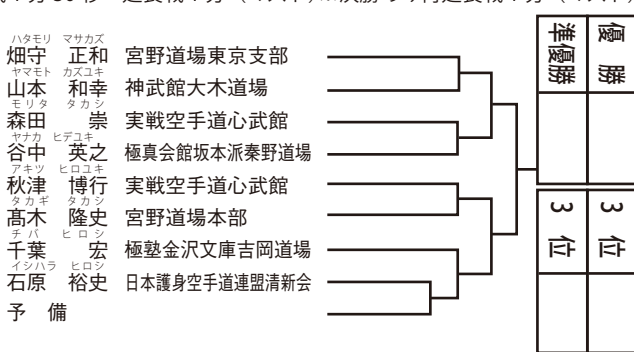 ハタモリ マサカズ
畑守 正和 宮野道場東京支部
ヤマモト カズユキ
山本 和幸 神武館大木道場
モリタ タカシ
森田 崇 実戦空手道心武館
ヤナカ ヒデユキ
谷中 英之 極真会館坂本派秦野道場
アキツ ヒロユキ
秋津 博行 実戦空手道心武館
タカギ タカシ
髙木 隆史 宮野道場本部
チバ ヒロシ
千葉 宏 極塾金沢文庫吉岡道場
イシハラ ヒロシ
石原 裕史 日本護身空手道連盟清新会
予 備
優 勝
準優勝
3 位
3 位